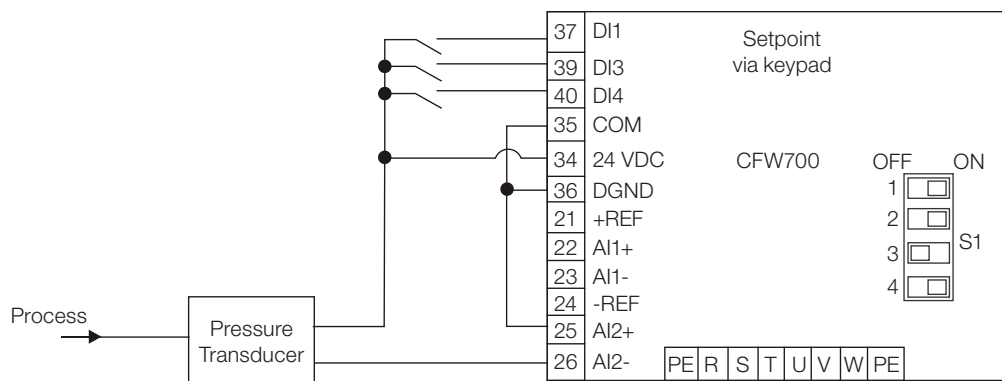 37 DI1
Setpoint
via keypad
39 DI3
40 DI4
35 COM
34 24 VDC
CFW700
OFF ON
36 DGND
1
21 +REF
2
S1
22 AI1+
3
23 AI1-
4
24 -REF
Process
Pressure
Transducer
25 AI2+
26 AI2-
PE R S T U V W PE